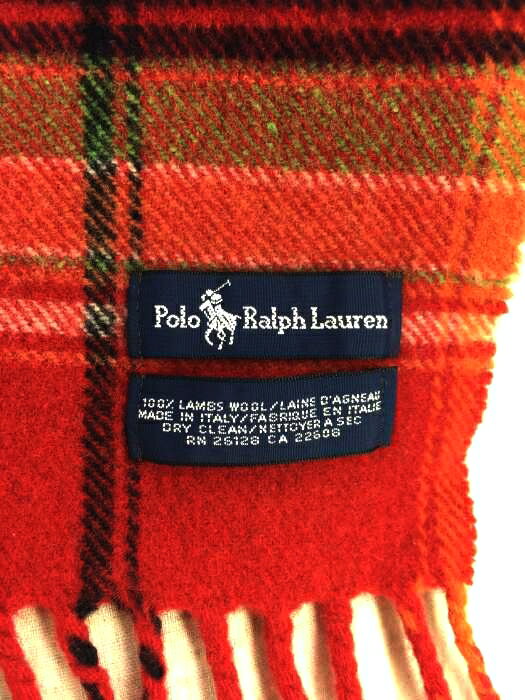 Polo Ralph Lauren
100% LAMBS WOOL/LAINE D'AGNEAU
MADE IN ITALY/FABRIQUE EN ITALIE
DRY CLEAN/NETTOYER A SEC
RN 26128 CA 22608